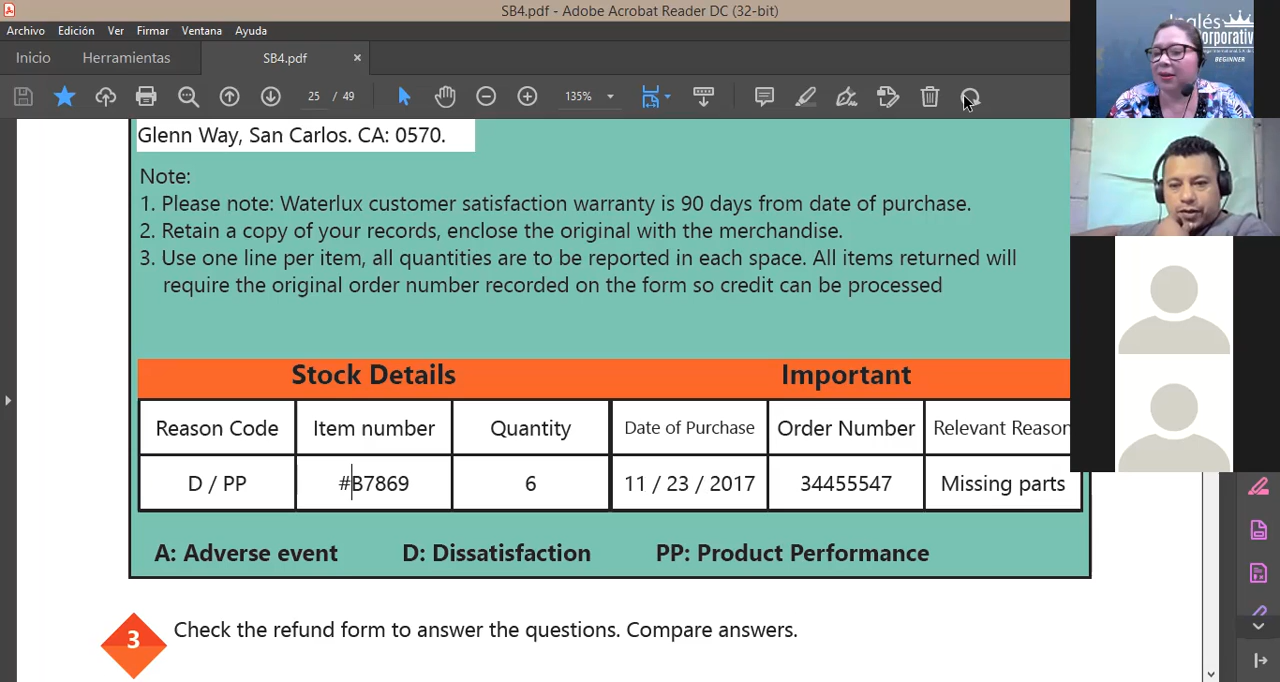 SB4.pdf - Adobe Acrobat Reader DC (32-bit)
Archivo Edición Ver Firmar Ventana Ayuda
Inicio Herramientas SB4.pdf ×
25 / 49 135%
Inglés
BEGINNER
Glenn Way, San Carlos. CA: 0570.
Note:
1. Please note: Waterlux customer satisfaction warranty is 90 days from date of purchase.
2. Retain a copy of your records, enclose the original with the merchandise.
3. Use one line per item, all quantities are to be reported in each space. All items returned will
require the original order number recorded on the form so credit can be processed
Stock Details Important
Reason Code Item number Quantity Date of Purchase Order Number Relevant Reason
D / PP #B7869 6 11 / 23 / 2017 34455547 Missing parts
A: Adverse event D: Dissatisfaction PP: Product Performance
3 Check the refund form to answer the questions. Compare answers.